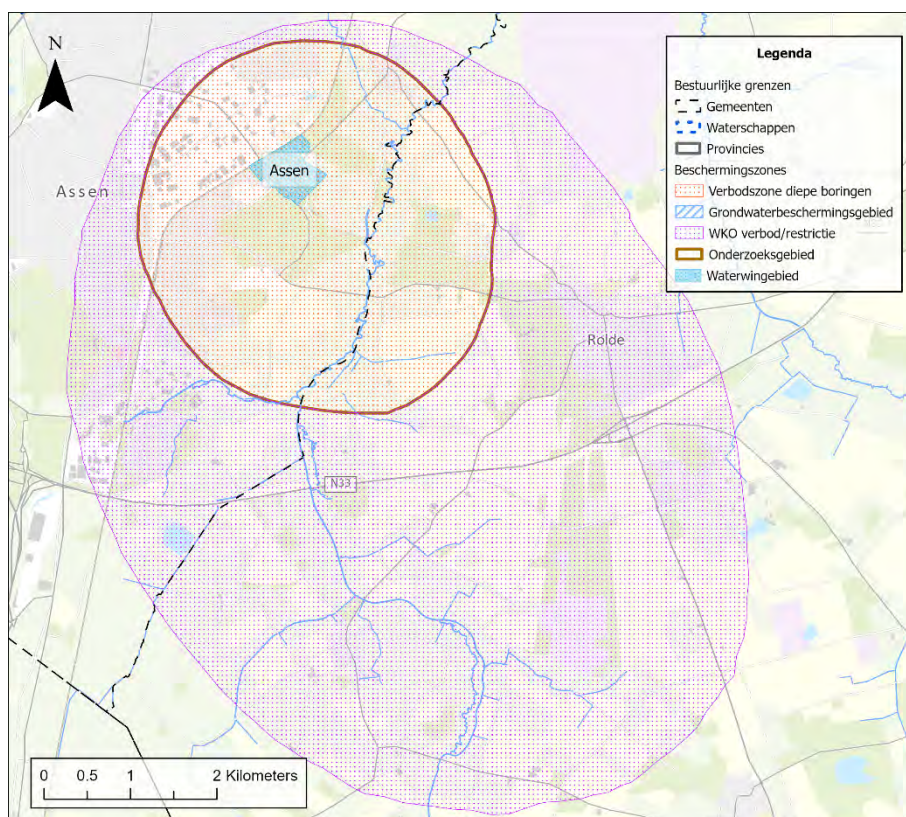 N
Legenda
Bestuurlijke grenzen
Gemeenten
Waterschappen
Provincies
Beschermingszones
Verbodszone diepe boringen
Grondwaterbeschermingsgebied
WKO verbod/restrictie
Onderzoeksgebied
Waterwingebied
Assen
Assen
Rolde
N33
0 0.5 1 2 Kilometers